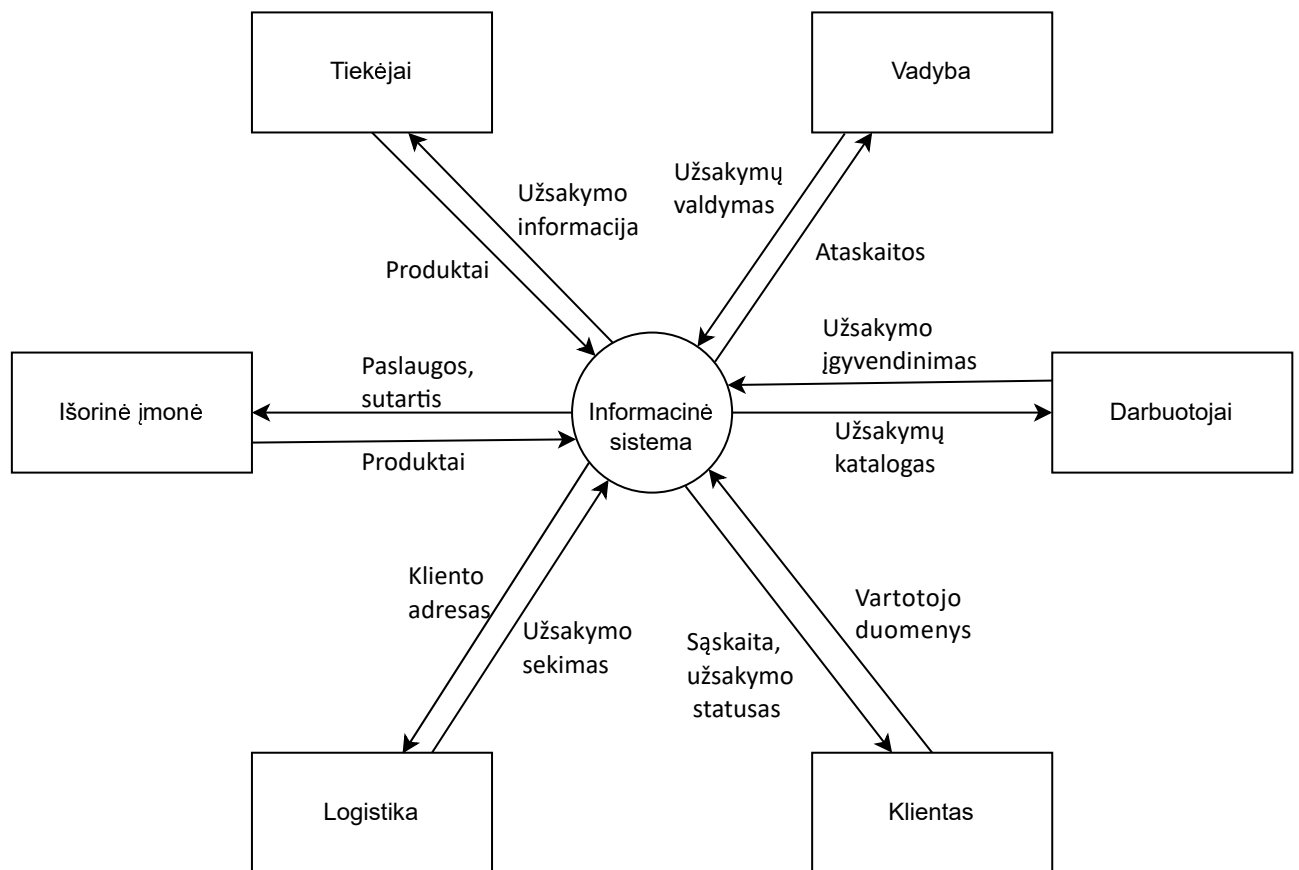 Tiekėjai
Vadyba
Užsakymo
informacija
Užsakymų
valdymas
Produktai
Ataskaitos
Užsakymo
įgyvendinimas
Paslaugos,
sutartis
Išorinė įmonė
Informacinė
sistema
Darbuotojai
Užsakymų
katalogas
Produktai
Kliento
adresas
Užsakymo
sekimas
Sąskaita,
užsakymo
statusas
Vartotojo
duomenys
Logistika
Klientas